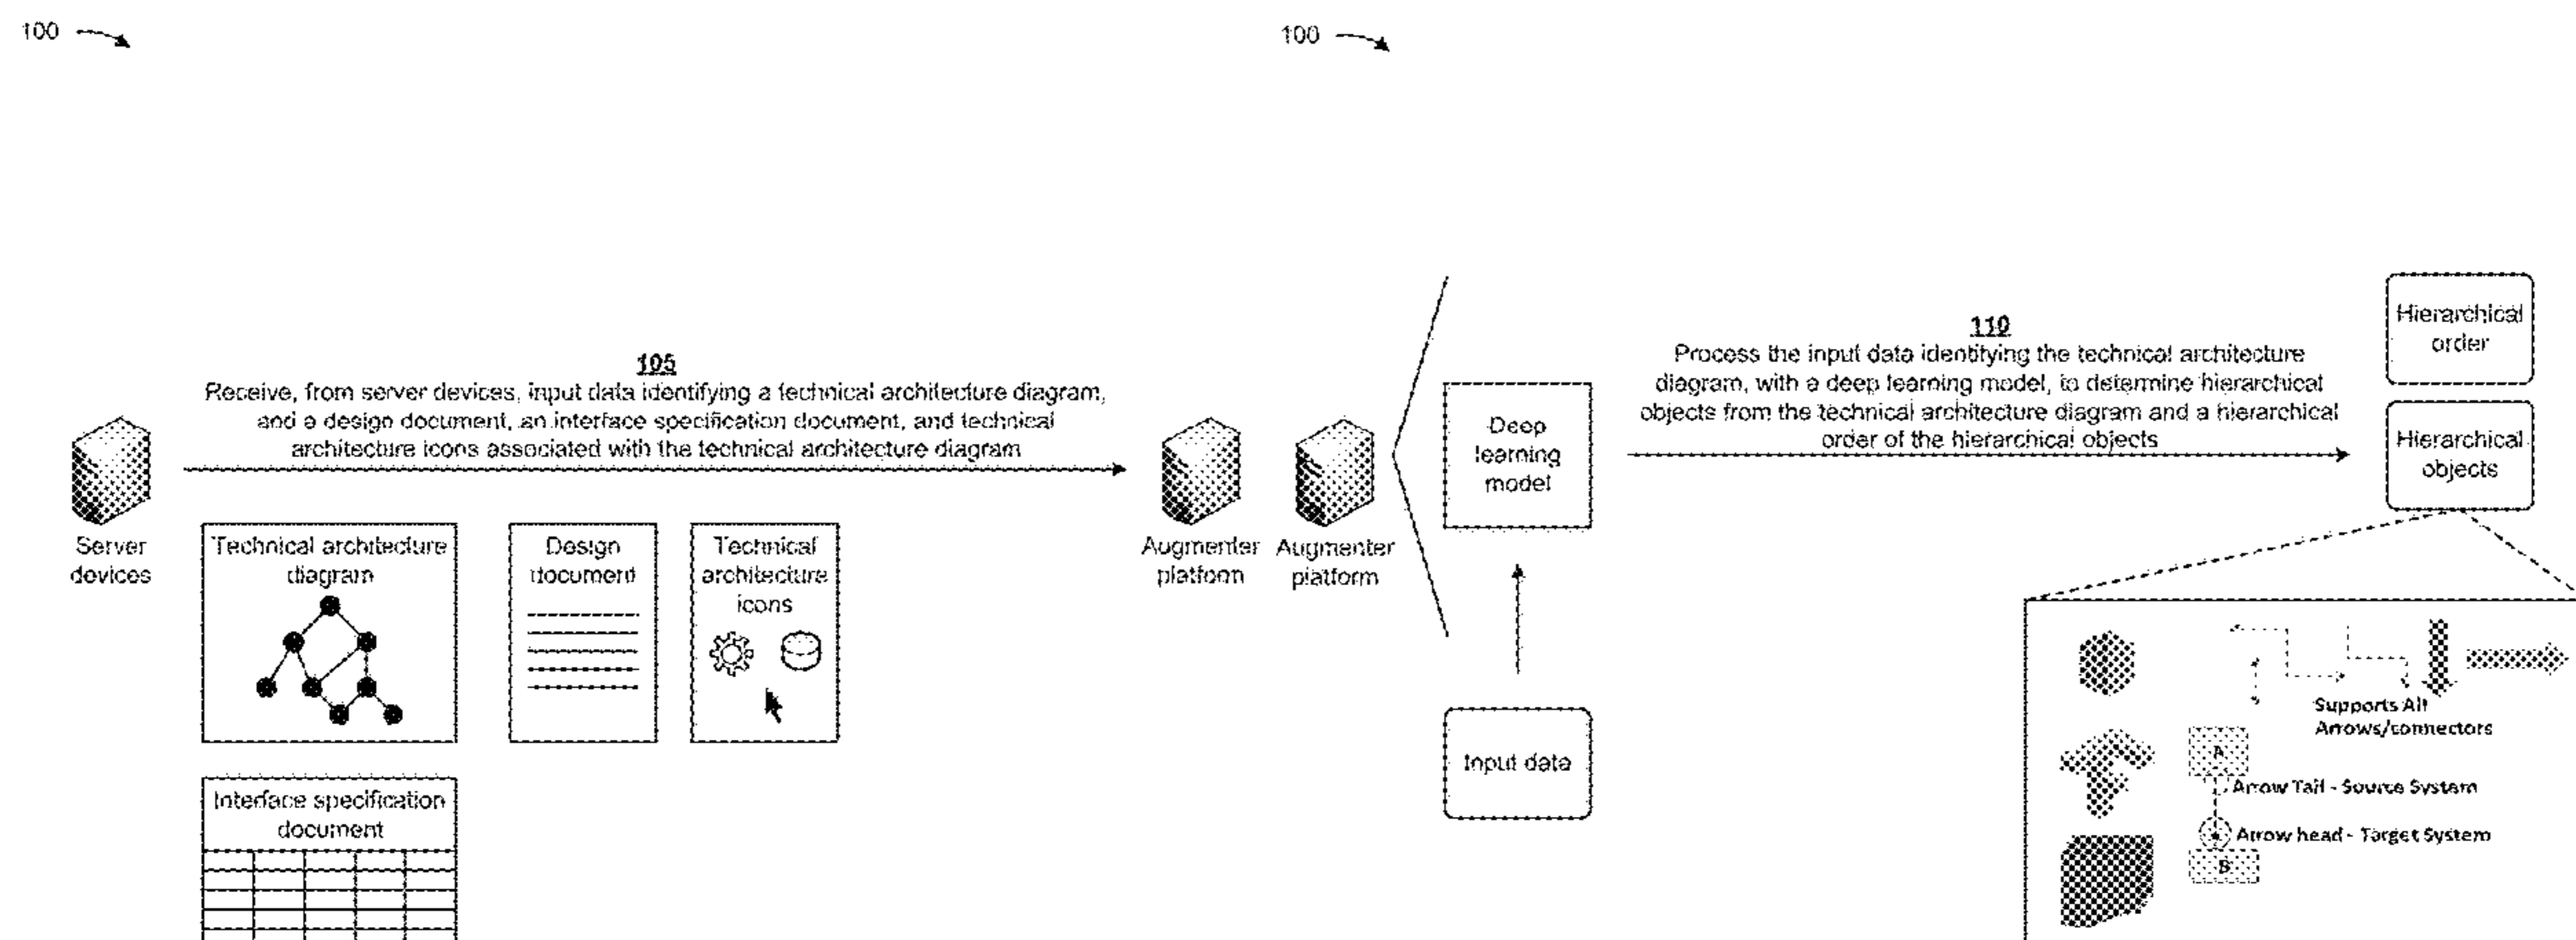 100
105
Receive, from server devices, input data identifying a technical architecture diagram,
and a design document, an interface specification document, and technical
architecture icons associated with the technical architecture diagram
Server
devices
Augmenter
platform
Technical architecture
diagram
Design
document
Technical
architecture
icons
Interface specification
document
100
110
Process the input data identifying the technical architecture
diagram, with a deep learning model, to determine hierarchical
objects from the technical architecture diagram and a hierarchical
order of the hierarchical objects
Augmenter
platform
Deep
learning
model
Input data
Hierarchical
order
Hierarchical
objects
Supports All
Arrows/connectors
A
Arrow Tail - Source System
Arrow head - Target System
B